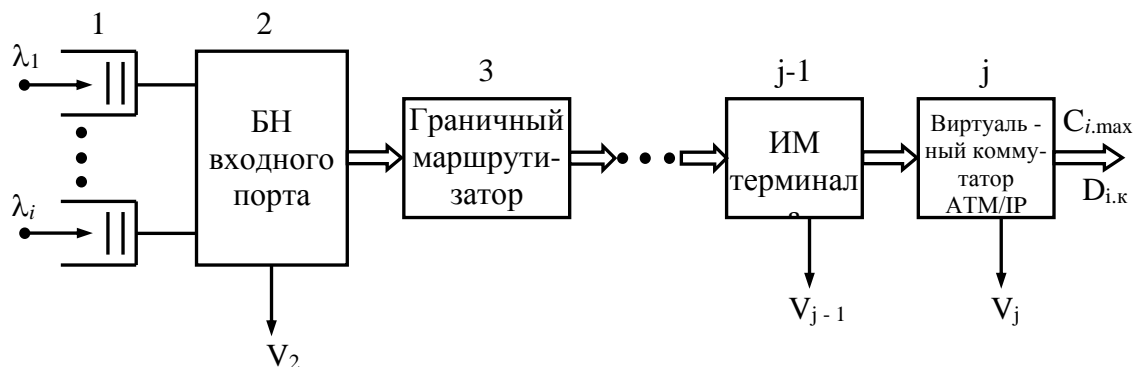 1
2
3
j-1
j
λ1
λi
БН
входного
порта
Граничный
маршрути-
затор
ИМ
терминал
Виртуаль -
ный комму-
татор
ATM/IP
Ci.max
Di.к
V2
Vj - 1
Vj